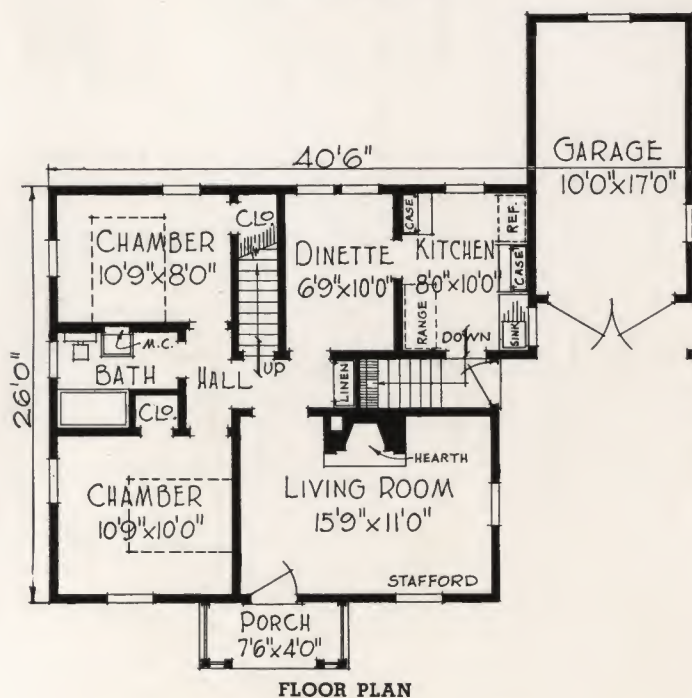 GARAGE
10'0"x17'0"
40'6"
CLO.
CASE
REF.
CHAMBER
10'9"x8'0"
DINETTE
6'9"x10'0"
KITCHEN
8'0"x10'0"
CASE
RANGE
SINK
DOWN
M.C.
BATH
HALL
UP
LINEN
26'0"
CLO.
HEARTH
CHAMBER
10'9"x10'0"
LIVING ROOM
15'9"x11'0"
STAFFORD
PORCH
7'6"x4'0"
FLOOR PLAN